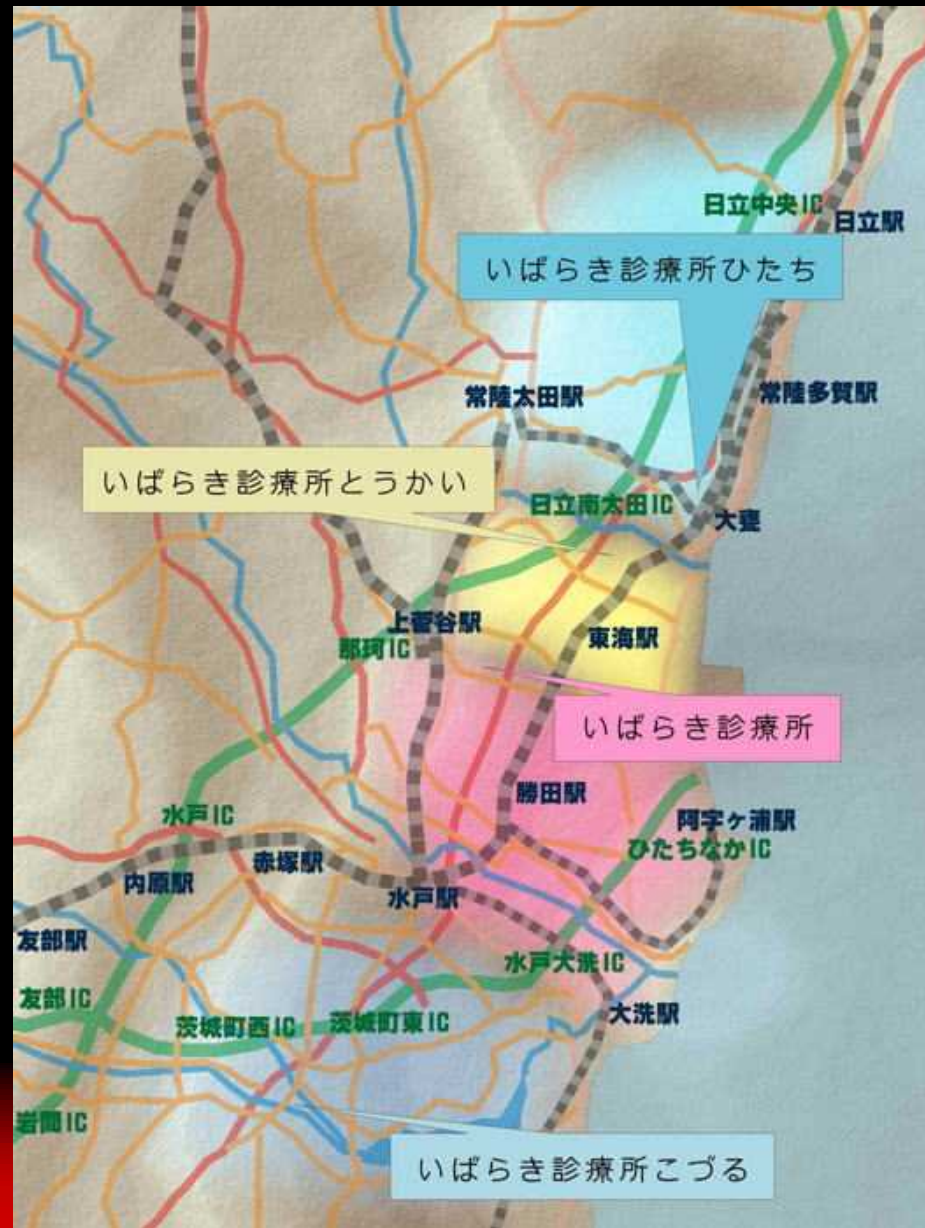 日立中央IC
日立駅
いばらき診療所ひたち
常陸太田駅
常陸多賀駅
いばらき診療所とうかい
日立南太田IC
大甕
上菅谷駅
那珂IC
東海駅
いばらき診療所
勝田駅
阿字ヶ浦駅
ひたちなかIC
水戸IC
赤塚駅
内原駅
水戸駅
友部駅
水戸大洗IC
友部IC
茨城町西IC
茨城町東IC
大洗駅
岩間IC
いばらき診療所こづる